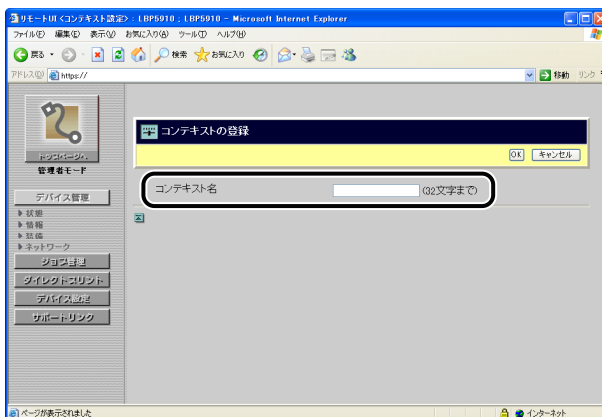 リモートUI <コンテキスト設定> : LBP5910 ; LBP5910 - Microsoft Internet Explorer
ファイル(F) 編集(E) 表示(V) お気に入り(A) ツール(T) ヘルプ(H)
戻る 検索 お気に入り
アドレス(D) https:// 移動 リンク
トップページへ
管理者モード
デバイス管理
状態
情報
装備
ネットワーク
ジョブ管理
ダイレクトプリント
デバイス設定
サポートリンク
コンテキストの登録
OK キャンセル
コンテキスト名 (32文字まで)
ページが表示されました インターネット